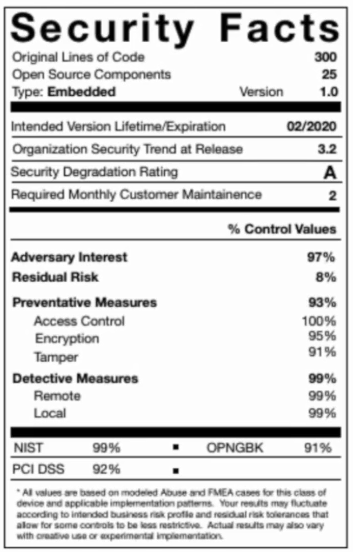 Security Facts
Original Lines of Code 300
Open Source Components 25
Type: Embedded Version 1.0
Intended Version Lifetime/Expiration 02/2020
Organization Security Trend at Release 3.2
Security Degradation Rating A
Required Monthly Customer Maintainence 2
% Control Values
Adversary Interest 97%
Residual Risk 8%
Preventative Measures 93%
Access Control 100%
Encryption 95%
Tamper 91%
Detective Measures 99%
Remote 99%
Local 99%
NIST 99% ▪ OPNGBK 91%
PCI DSS 92% ▪
* All values are based on modeled Abuse and FMEA cases for this class of
device and applicable implementation patterns. Your results may fluctuate
according to intended business risk profile and residual risk tolerances that
allow for some controls to be less restrictive. Actual results may also vary
with creative use or experimental implementation.